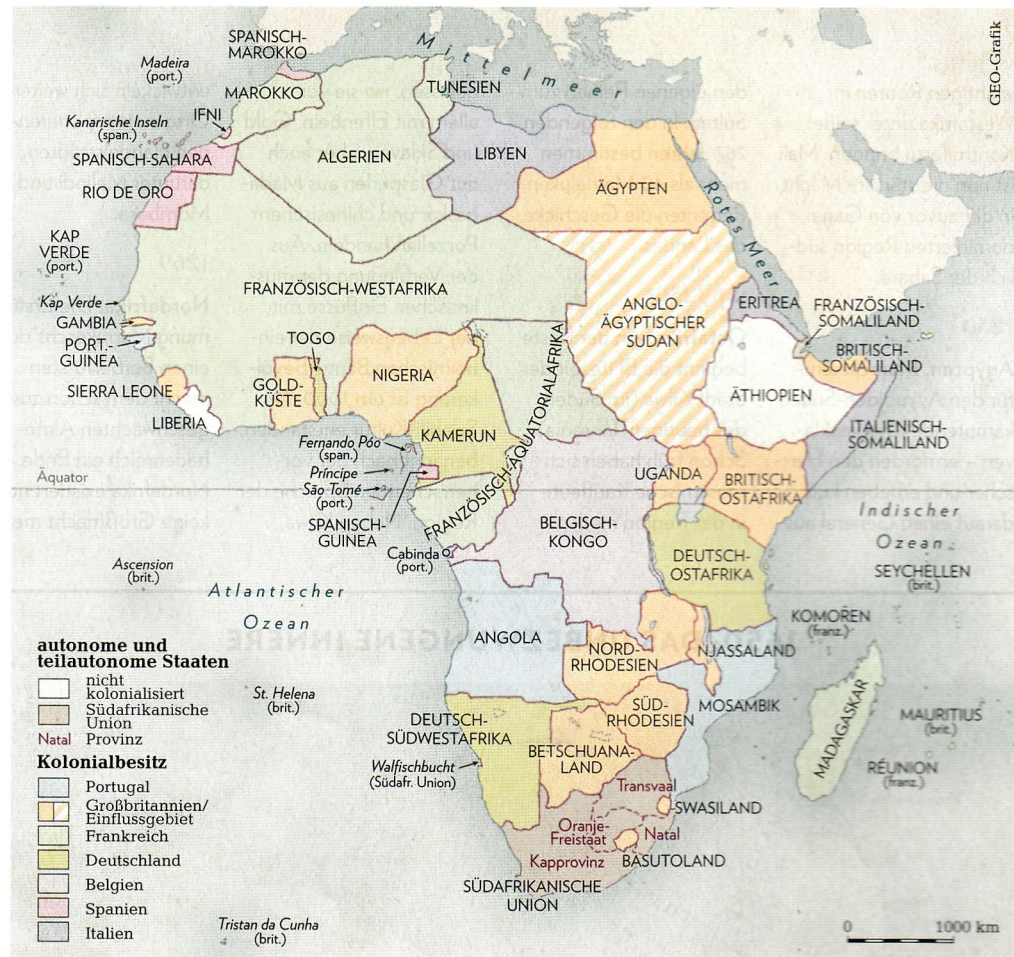 GEO-Grafik
Mittelmeer
SPANISCH-
MAROKKO
Madeira
(port.)
MAROKKO
TUNESIEN
IFNI
Kanarische Inseln
(span.)
ALGERIEN
LIBYEN
SPANISCH-SAHARA
ÄGYPTEN
RIO DE ORO
Rotes Meer
KAP
VERDE
(port.)
FRANZÖSISCH-WESTAFRIKA
Kap Verde
GAMBIA
PORT.-
GUINEA
ANGLO-
ÄGYPTISCHER
SUDAN
ERITREA
FRANZÖSISCH-
SOMALILAND
TOGO
BRITISCH-
SOMALILAND
NIGERIA
SIERRA LEONE
GOLD-
KÜSTE
ÄTHIOPIEN
LIBERIA
KAMERUN
FRANZÖSISCH-ÄQUATORIALAFRIKA
ITALIENISCH-
SOMALILAND
Fernando Póo
(span.)
Príncipe
São Tomé
(port.)
Äquator
UGANDA
BRITISCH-
OSTAFRIKA
SPANISCH-
GUINEA
BELGISCH-
KONGO
Indischer
Ozean
Cabinda
(port.)
DEUTSCH-
OSTAFRIKA
Ascension
(brit.)
SEYCHELLEN
(brit.)
Atlantischer
Ozean
KOMOREN
(franz.)
ANGOLA
NJASSALAND
NORD-
RHODESIEN
autonome und
teilautonome Staaten
nicht
kolonialisiert
Südafrikanische
Union
Natal Provinz
St. Helena
(brit.)
MOSAMBIK
SÜD-
RHODESIEN
DEUTSCH-
SÜDWESTAFRIKA
MADAGASKAR
MAURITIUS
(brit.)
BETSCHUANA-
LAND
Walfischbucht
(Südafr. Union)
RÉUNION
(franz.)
Kolonialbesitz
Portugal
Großbritannien/
Einflussgebiet
Frankreich
Deutschland
Belgien
Spanien
Italien
Transvaal
SWASILAND
Oranje-
Freistaat
Natal
Kapprovinz
BASUTOLAND
SÜDAFRIKANISCHE
UNION
Tristan da Cunha
(brit.)
0 1000 km